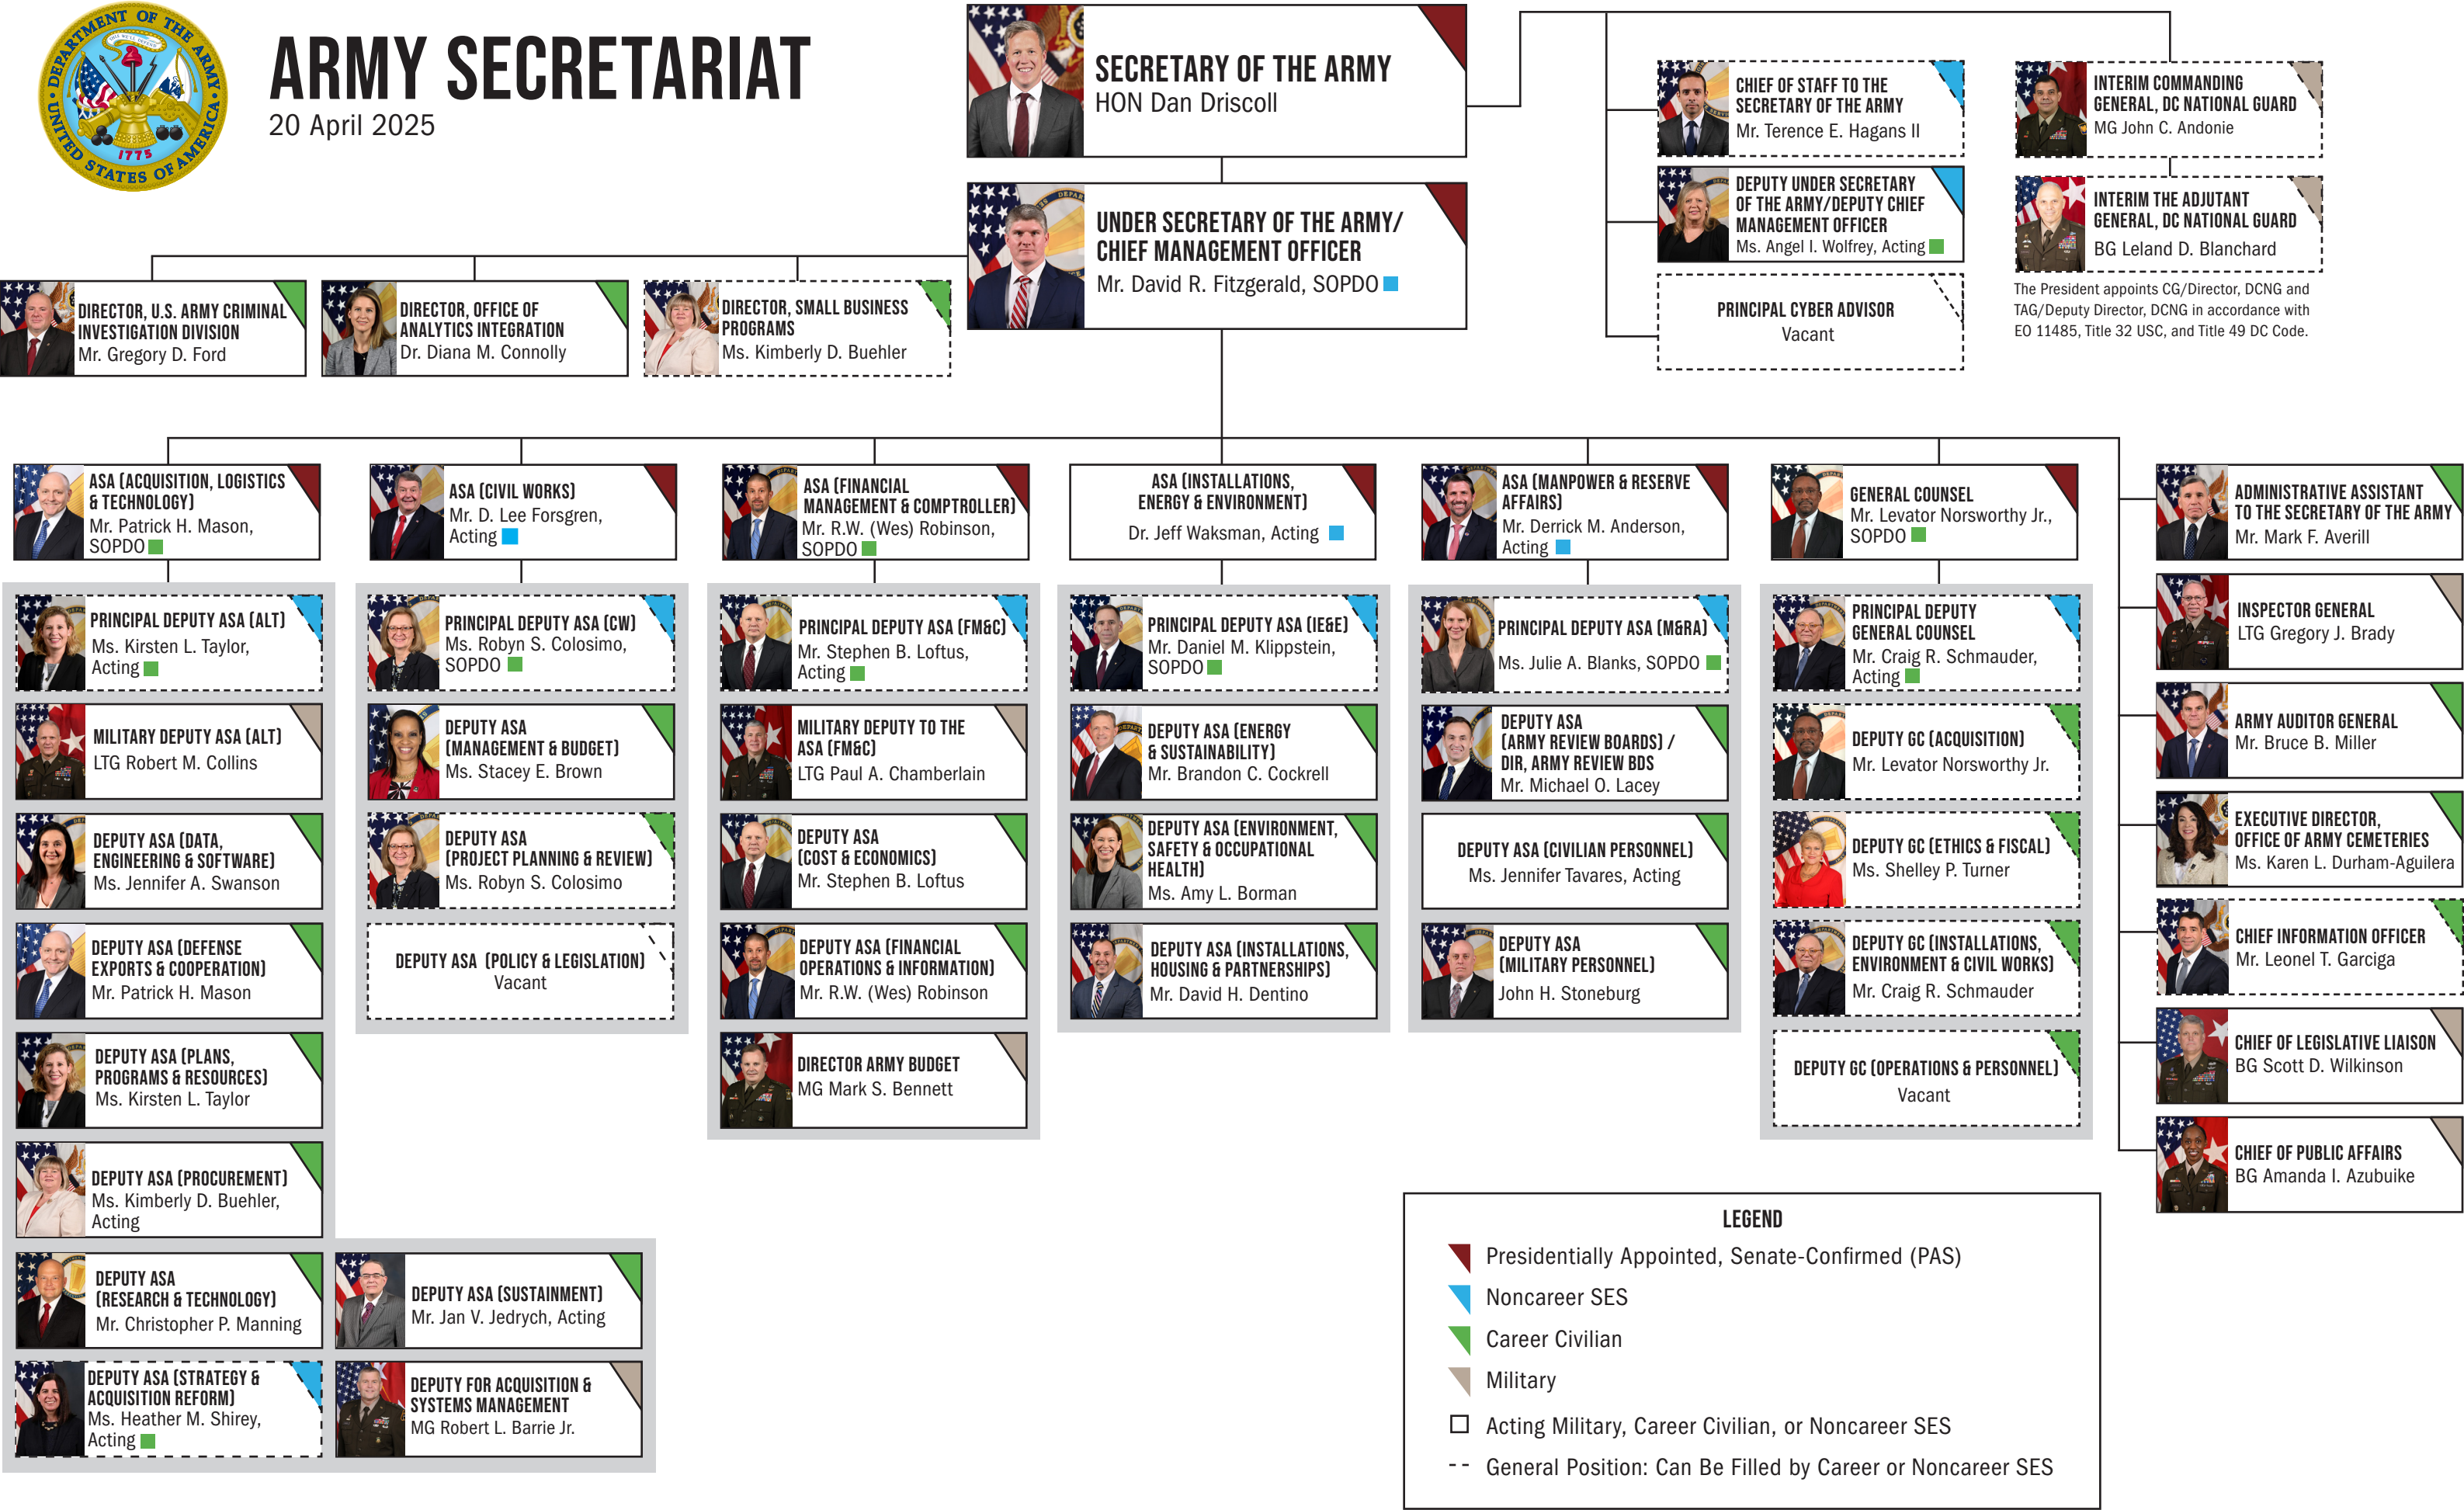 DEPARTMENT OF THE ARMY
UNITED STATES OF AMERICA
THIS WE'LL DEFEND
1775
ARMY SECRETARIAT
20 April 2025
SECRETARY OF THE ARMY
HON Dan Driscoll
UNDER SECRETARY OF THE ARMY/
CHIEF MANAGEMENT OFFICER
Mr. David R. Fitzgerald, SOPDO
CHIEF OF STAFF TO THE
SECRETARY OF THE ARMY
Mr. Terence E. Hagans II
DEPUTY UNDER SECRETARY
OF THE ARMY/DEPUTY CHIEF
MANAGEMENT OFFICER
Ms. Angel I. Wolfrey, Acting
PRINCIPAL CYBER ADVISOR
Vacant
INTERIM COMMANDING
GENERAL, DC NATIONAL GUARD
MG John C. Andonie
INTERIM THE ADJUTANT
GENERAL, DC NATIONAL GUARD
BG Leland D. Blanchard
The President appoints CG/Director, DCNG and
TAG/Deputy Director, DCNG in accordance with
EO 11485, Title 32 USC, and Title 49 DC Code.
DIRECTOR, U.S. ARMY CRIMINAL
INVESTIGATION DIVISION
Mr. Gregory D. Ford
DIRECTOR, OFFICE OF
ANALYTICS INTEGRATION
Dr. Diana M. Connolly
DIRECTOR, SMALL BUSINESS
PROGRAMS
Ms. Kimberly D. Buehler
ASA (ACQUISITION, LOGISTICS
& TECHNOLOGY)
Mr. Patrick H. Mason,
SOPDO
PRINCIPAL DEPUTY ASA (ALT)
Ms. Kirsten L. Taylor,
Acting
MILITARY DEPUTY ASA (ALT)
LTG Robert M. Collins
DEPUTY ASA (DATA,
ENGINEERING & SOFTWARE)
Ms. Jennifer A. Swanson
DEPUTY ASA (DEFENSE
EXPORTS & COOPERATION)
Mr. Patrick H. Mason
DEPUTY ASA (PLANS,
PROGRAMS & RESOURCES)
Ms. Kirsten L. Taylor
DEPUTY ASA (PROCUREMENT)
Ms. Kimberly D. Buehler,
Acting
DEPUTY ASA
(RESEARCH & TECHNOLOGY)
Mr. Christopher P. Manning
DEPUTY ASA (STRATEGY &
ACQUISITION REFORM)
Ms. Heather M. Shirey,
Acting
DEPUTY ASA (SUSTAINMENT)
Mr. Jan V. Jedrych, Acting
DEPUTY FOR ACQUISITION &
SYSTEMS MANAGEMENT
MG Robert L. Barrie Jr.
ASA (CIVIL WORKS)
Mr. D. Lee Forsgren,
Acting
PRINCIPAL DEPUTY ASA (CW)
Ms. Robyn S. Colosimo,
SOPDO
DEPUTY ASA
(MANAGEMENT & BUDGET)
Ms. Stacey E. Brown
DEPUTY ASA
(PROJECT PLANNING & REVIEW)
Ms. Robyn S. Colosimo
DEPUTY ASA (POLICY & LEGISLATION)
Vacant
ASA (FINANCIAL
MANAGEMENT & COMPTROLLER)
Mr. R.W. (Wes) Robinson,
SOPDO
PRINCIPAL DEPUTY ASA (FM&C)
Mr. Stephen B. Loftus,
Acting
MILITARY DEPUTY TO THE
ASA (FM&C)
LTG Paul A. Chamberlain
DEPUTY ASA
(COST & ECONOMICS)
Mr. Stephen B. Loftus
DEPUTY ASA (FINANCIAL
OPERATIONS & INFORMATION)
Mr. R.W. (Wes) Robinson
DIRECTOR ARMY BUDGET
MG Mark S. Bennett
ASA (INSTALLATIONS,
ENERGY & ENVIRONMENT)
Dr. Jeff Waksman, Acting
PRINCIPAL DEPUTY ASA (IE&E)
Mr. Daniel M. Klippstein,
SOPDO
DEPUTY ASA (ENERGY
& SUSTAINABILITY)
Mr. Brandon C. Cockrell
DEPUTY ASA (ENVIRONMENT,
SAFETY & OCCUPATIONAL
HEALTH)
Ms. Amy L. Borman
DEPUTY ASA (INSTALLATIONS,
HOUSING & PARTNERSHIPS)
Mr. David H. Dentino
ASA (MANPOWER & RESERVE
AFFAIRS)
Mr. Derrick M. Anderson,
Acting
PRINCIPAL DEPUTY ASA (M&RA)
Ms. Julie A. Blanks, SOPDO
DEPUTY ASA
(ARMY REVIEW BOARDS) /
DIR, ARMY REVIEW BDS
Mr. Michael O. Lacey
DEPUTY ASA (CIVILIAN PERSONNEL)
Ms. Jennifer Tavares, Acting
DEPUTY ASA
(MILITARY PERSONNEL)
John H. Stoneburg
GENERAL COUNSEL
Mr. Levator Norsworthy Jr.,
SOPDO
PRINCIPAL DEPUTY
GENERAL COUNSEL
Mr. Craig R. Schmauder,
Acting
DEPUTY GC (ACQUISITION)
Mr. Levator Norsworthy Jr.
DEPUTY GC (ETHICS & FISCAL)
Ms. Shelley P. Turner
DEPUTY GC (INSTALLATIONS,
ENVIRONMENT & CIVIL WORKS)
Mr. Craig R. Schmauder
DEPUTY GC (OPERATIONS & PERSONNEL)
Vacant
ADMINISTRATIVE ASSISTANT
TO THE SECRETARY OF THE ARMY
Mr. Mark F. Averill
INSPECTOR GENERAL
LTG Gregory J. Brady
ARMY AUDITOR GENERAL
Mr. Bruce B. Miller
EXECUTIVE DIRECTOR,
OFFICE OF ARMY CEMETERIES
Ms. Karen L. Durham-Aguilera
CHIEF INFORMATION OFFICER
Mr. Leonel T. Garciga
CHIEF OF LEGISLATIVE LIAISON
BG Scott D. Wilkinson
CHIEF OF PUBLIC AFFAIRS
BG Amanda I. Azubuike
LEGEND
Presidentially Appointed, Senate-Confirmed (PAS)
Noncareer SES
Career Civilian
Military
Acting Military, Career Civilian, or Noncareer SES
General Position: Can Be Filled by Career or Noncareer SES